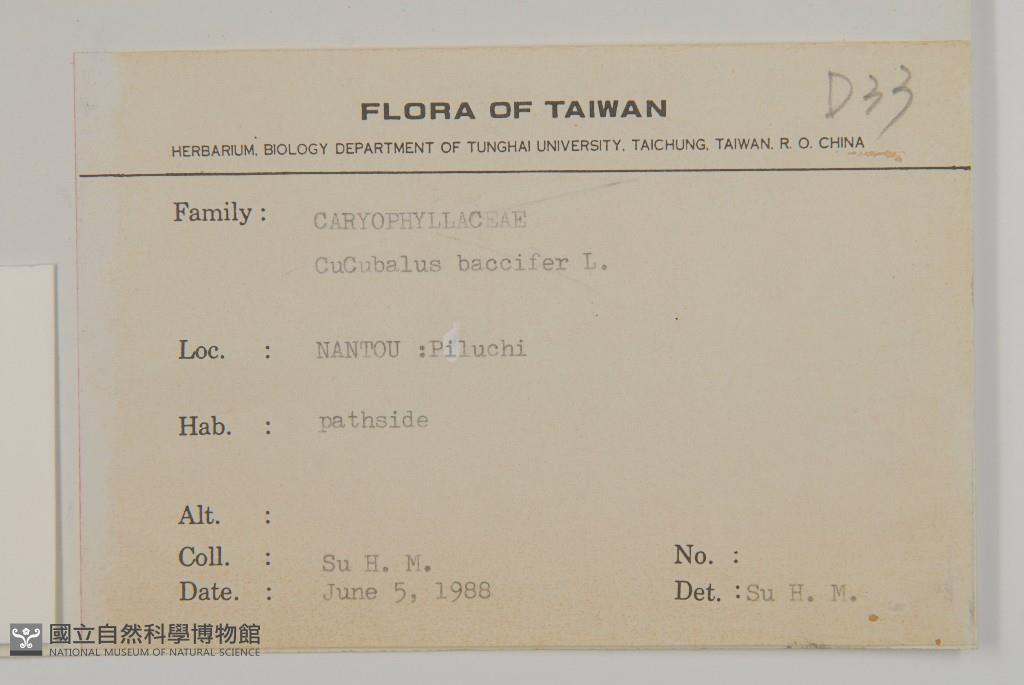 D33
FLORA OF TAIWAN
HERBARIUM, BIOLOGY DEPARTMENT OF TUNGHAI UNIVERSITY, TAICHUNG, TAIWAN, R. O. CHINA
Family : CARYOPHYLLACEAE
CuCubalus baccifer L.
Loc. : NANTOU :Piluchi
Hab. : pathside
Alt. :
Coll. : Su H. M. No. :
Date. : June 5, 1988 Det. : Su H. M.
國立自然科學博物館
NATIONAL MUSEUM OF NATURAL SCIENCE